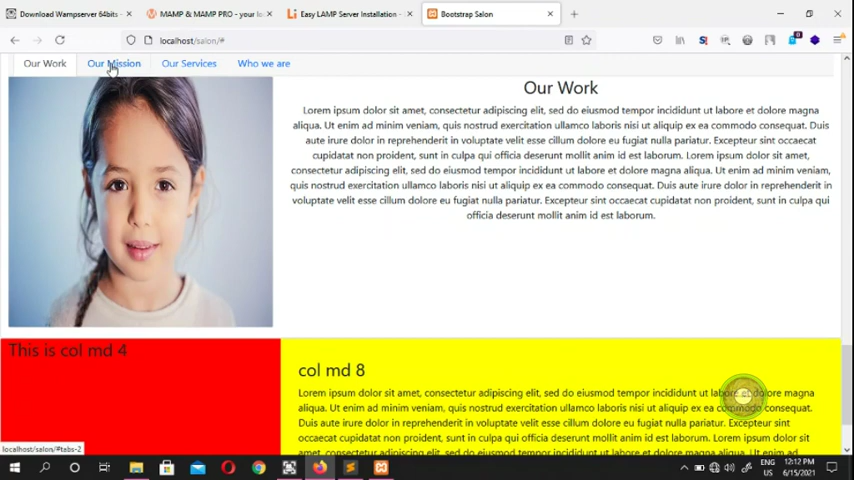 Download Wampserver 64bits -
MAMP & MAMP PRO - your lo
Easy LAMP Server Installation -
Bootstrap Salon
localhost/salon/#
Our Work
Our Mission
Our Services
Who we are
Our Work
Lorem ipsum dolor sit amet, consectetur adipiscing elit, sed do eiusmod tempor incididunt ut labore et dolore magna
aliqua. Ut enim ad minim veniam, quis nostrud exercitation ullamco laboris nisi ut aliquip ex ea commodo consequat. Duis
aute irure dolor in reprehenderit in voluptate velit esse cillum dolore eu fugiat nulla pariatur. Excepteur sint occaecat
cupidatat non proident, sunt in culpa qui officia deserunt mollit anim id est laborum. Lorem ipsum dolor sit amet,
consectetur adipiscing elit, sed do eiusmod tempor incididunt ut labore et dolore magna aliqua. Ut enim ad minim veniam,
quis nostrud exercitation ullamco laboris nisi ut aliquip ex ea commodo consequat. Duis aute irure dolor in reprehenderit in
voluptate velit esse cillum dolore eu fugiat nulla pariatur. Excepteur sint occaecat cupidatat non proident, sunt in culpa qui
officia deserunt mollit anim id est laborum.
This is col md 4
col md 8
Lorem ipsum dolor sit amet, consectetur adipiscing elit, sed do eiusmod tempor incididunt ut labore et dolore magna
aliqua. Ut enim ad minim veniam, quis nostrud exercitation ullamco laboris nisi ut aliquip ex ea commodo consequat.
Duis aute irure dolor in reprehenderit in voluptate velit esse cillum dolore eu fugiat nulla pariatur. Excepteur sint
occaecat cupidatat non proident, sunt in culpa qui officia deserunt mollit anim id est laborum. Lorem ipsum dolor
localhost/salon/#tabs-2
ENG
US
12:12 PM
6/15/2021